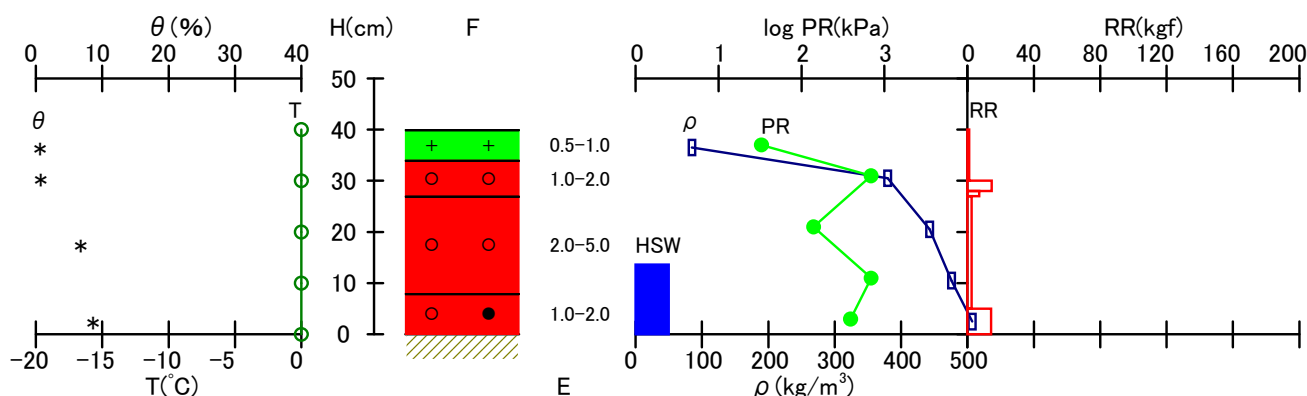 θ (%) H(cm) F log PR(kPa) RR(kgf)
0 10 20 30 40 0 1 2 3 0 40 80 120 160 200
50
θ T ρ PR RR
40
0.5-1.0
30
1.0-2.0
20
2.0-5.0 HSW
10
1.0-2.0
0
-20 -15 -10 -5 0 0 100 200 300 400 500
T(°C) E ρ (kg/m³)